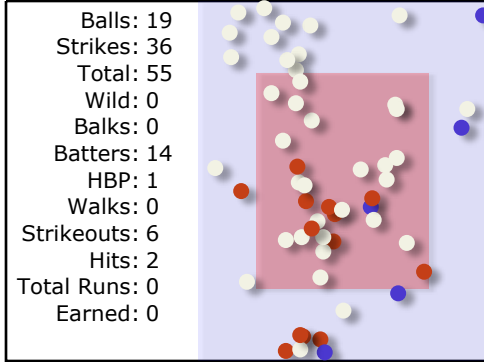 Balls: 19
Strikes: 36
Total: 55
Wild: 0
Balks: 0
Batters: 14
HBP: 1
Walks: 0
Strikeouts: 6
Hits: 2
Total Runs: 0
Earned: 0